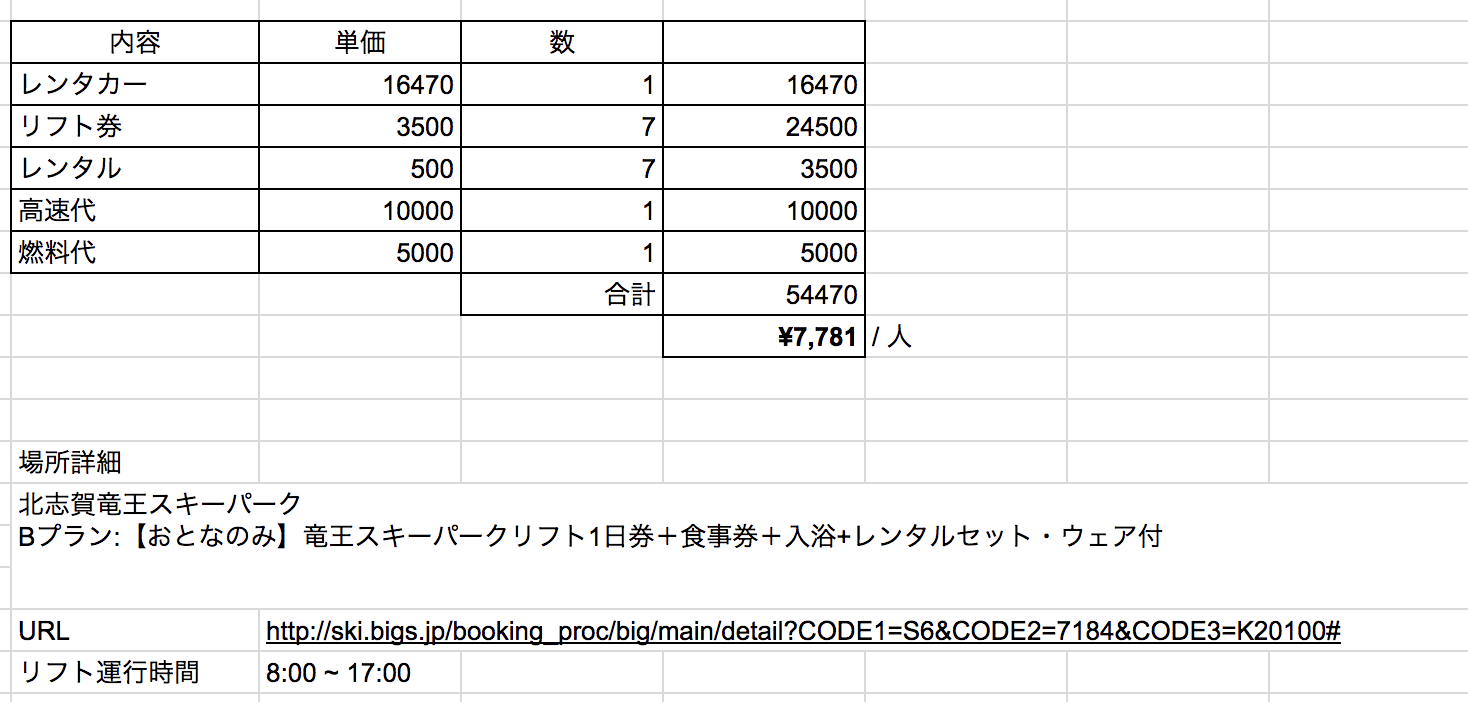 内容 単価 数
レンタカー 16470 1 16470
リフト券 3500 7 24500
レンタル 500 7 3500
高速代 10000 1 10000
燃料代 5000 1 5000
合計 54470
¥7,781 / 人
場所詳細
北志賀竜王スキーパーク
Bプラン:【おとなのみ】竜王スキーパークリフト1日券＋食事券＋入浴+レンタルセット・ウェア付
URL http://ski.bigs.jp/booking_proc/big/main/detail?CODE1=S6&CODE2=7184&CODE3=K20100#
リフト運行時間 8:00 ~ 17:00